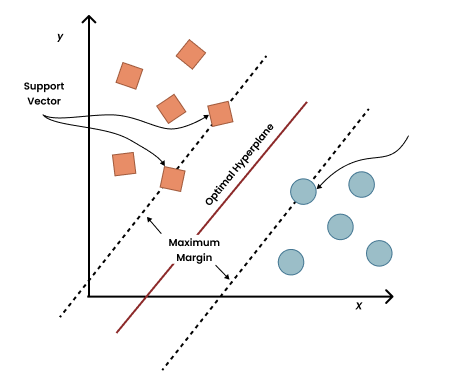 y
Support
Vector
Optimal Hyperplane
Maximum
Margin
X